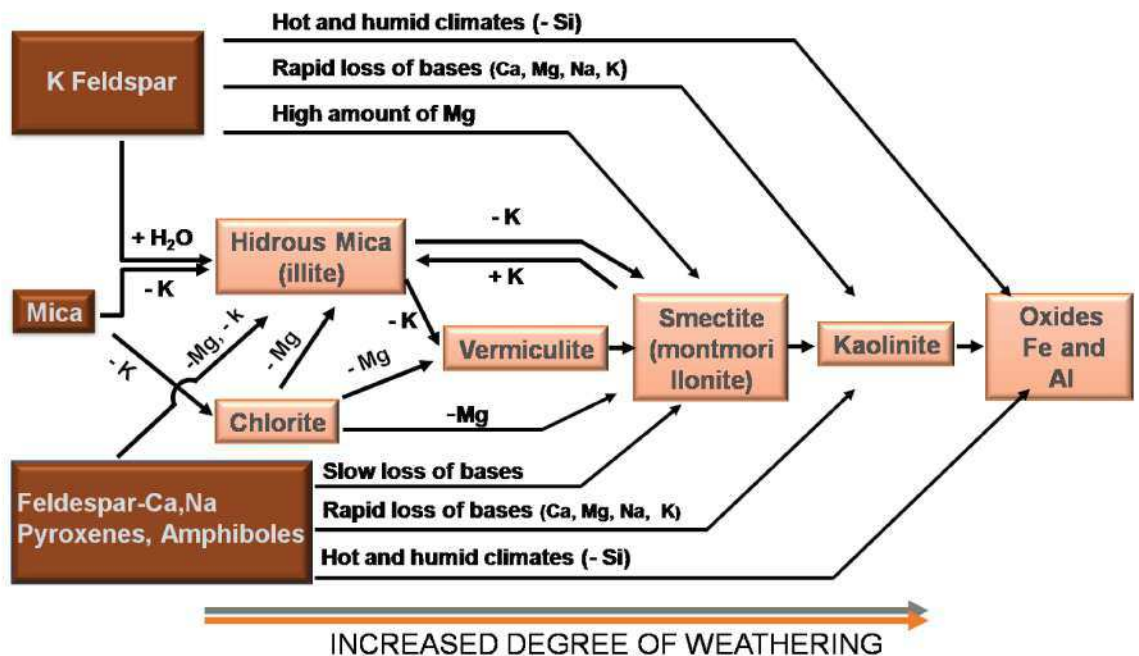 Hot and humid climates (- Si)
K Feldspar
Rapid loss of bases (Ca, Mg, Na, K)
High amount of Mg
+ H₂O
- K
Hidrous Mica
(illite)
- K
+ K
Mica
- K
-Mg, - k
- Mg
- K
- Mg
Vermiculite
Smectite
(montmori
llonite)
Kaolinite
Oxides
Fe and
Al
Chlorite
-Mg
Slow loss of bases
Feldespar-Ca,Na
Pyroxenes, Amphiboles
Rapid loss of bases (Ca, Mg, Na, K)
Hot and humid climates (- Si)
INCREASED DEGREE OF WEATHERING